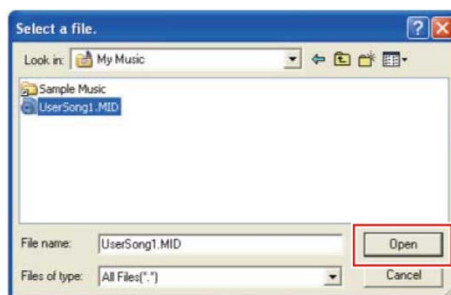 Select a file.
Look in: My Music
Sample Music
UserSong1.MID
File name: UserSong1.MID Open
Files of type: All Files(*.*) Cancel